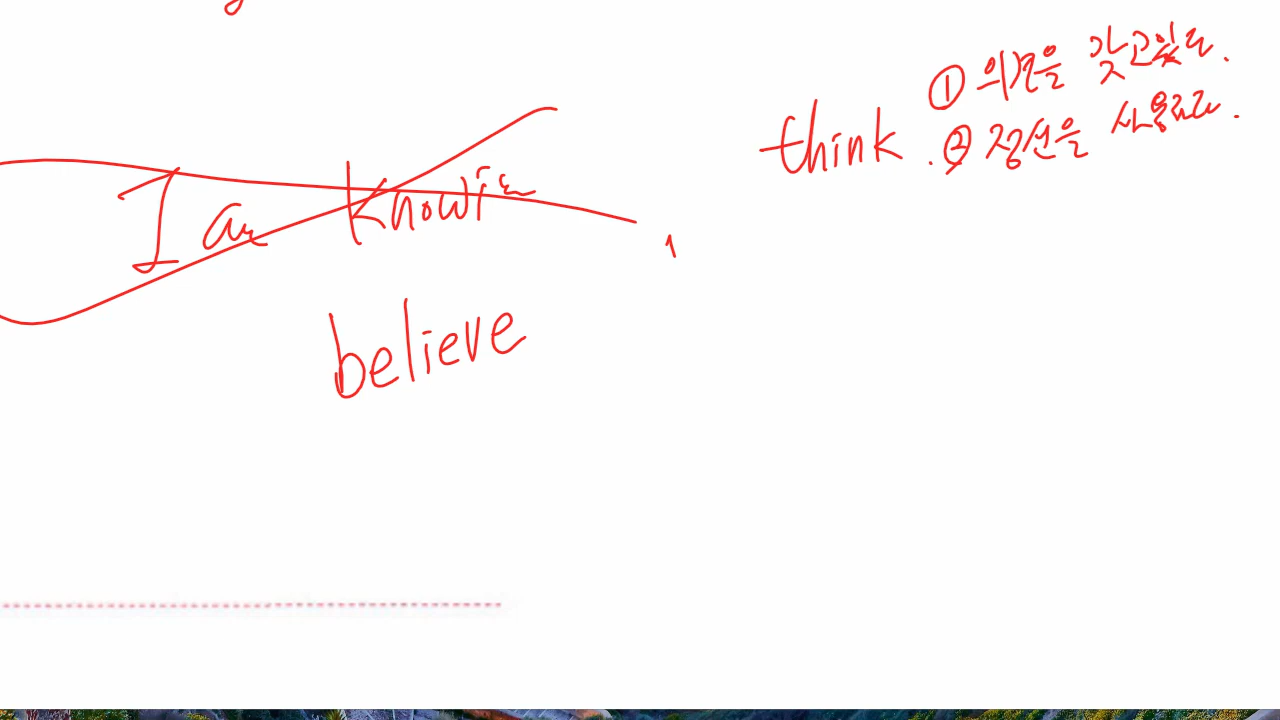 ① 의견을 갖고있다.
think. ② 정신을 사용하다.
I am knowin
believe